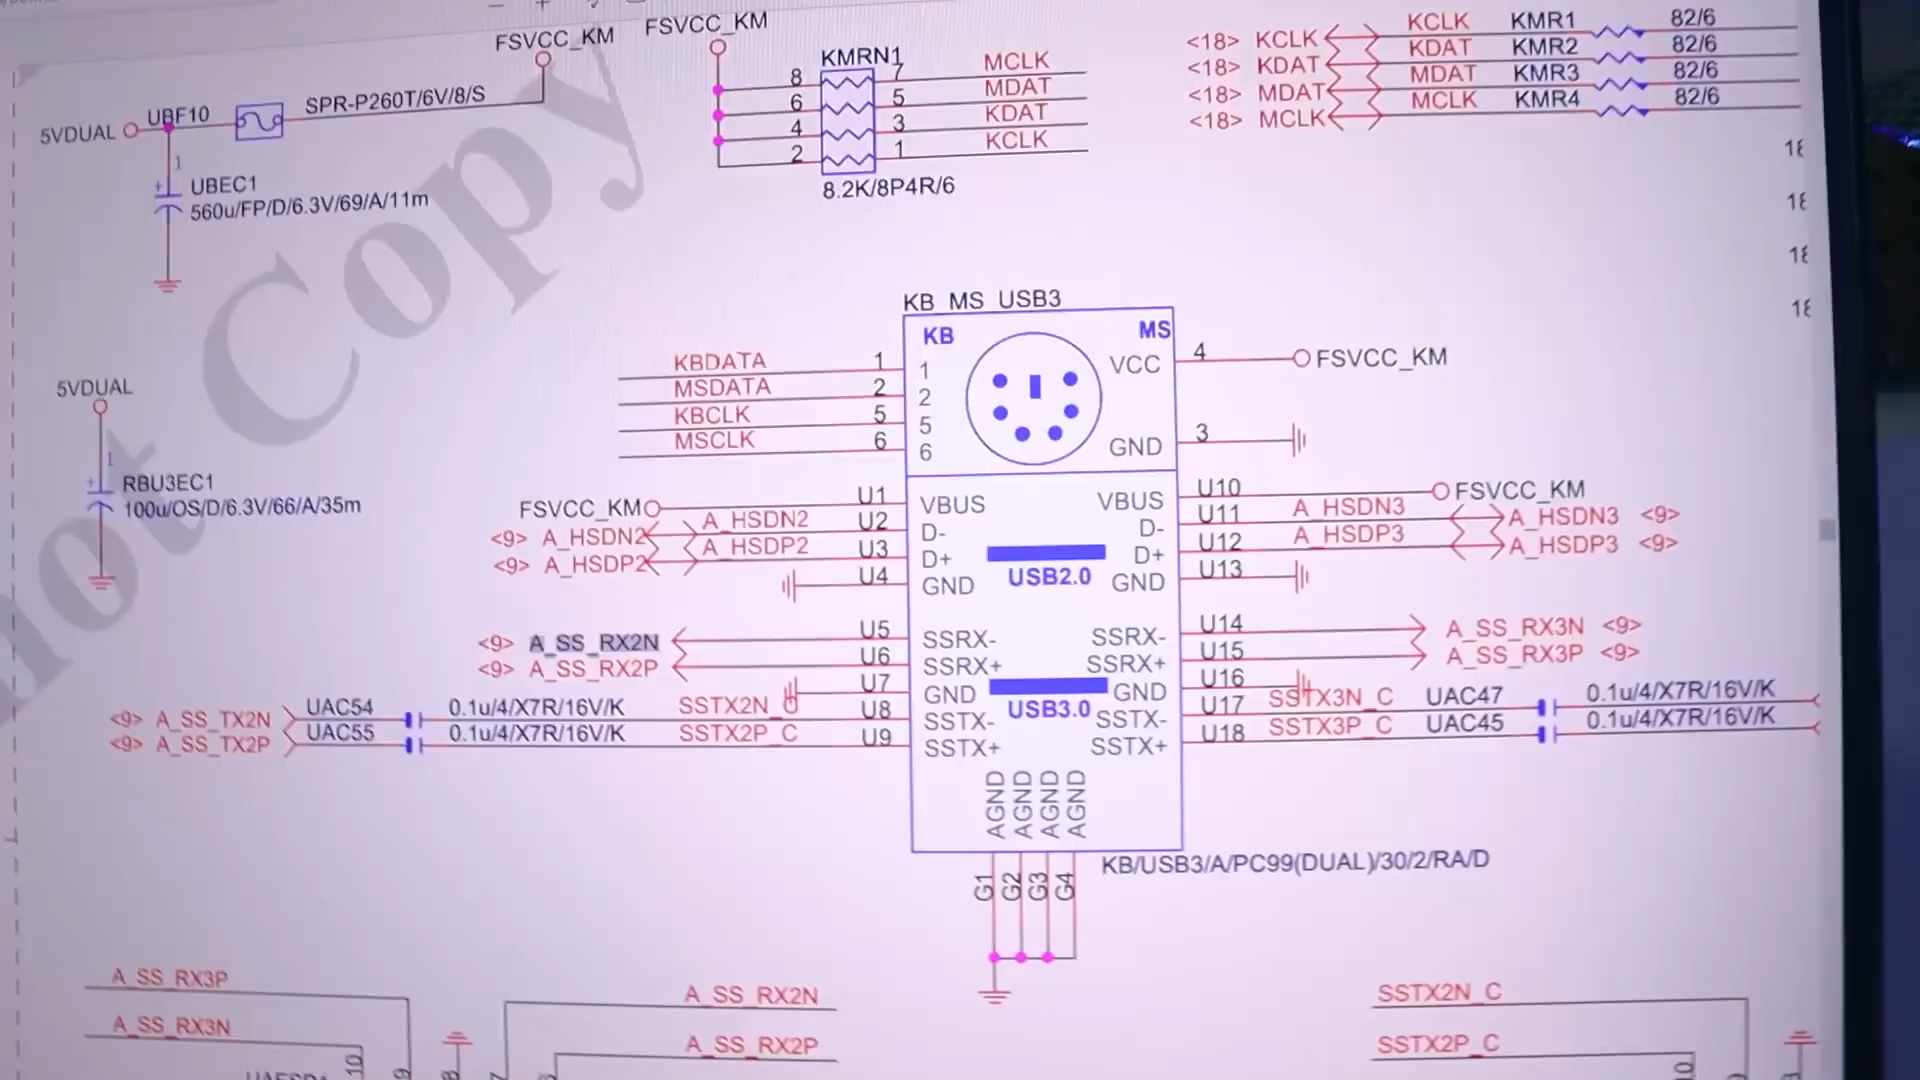 FSVCC_KM
FSVCC_KM
5VDUAL
UBF10
SPR-P260T/6V/8/S
1
UBEC1
560u/FP/D/6.3V/69/A/11m
KMRN1
8 7 MCLK
6 5 MDAT
4 3 KDAT
2 1 KCLK
8.2K/8P4R/6
<18> KCLK KCLK KMR1 82/6
<18> KDAT KDAT KMR2 82/6
<18> MDAT MDAT KMR3 82/6
<18> MCLK MCLK KMR4 82/6
not Copy
5VDUAL
1
RBU3EC1
100u/OS/D/6.3V/66/A/35m
KB_MS_USB3
KB MS
KBDATA 1 1 VCC 4 FSVCC_KM
MSDATA 2 2
KBCLK 5 5
MSCLK 6 6 GND 3
FSVCC_KM U1 VBUS VBUS U10 FSVCC_KM
<9> A_HSDN2 A_HSDN2 U2 D- D- U11 A_HSDN3 A_HSDN3 <9>
<9> A_HSDP2 A_HSDP2 U3 D+ D+ U12 A_HSDP3 A_HSDP3 <9>
U4 GND USB2.0 GND U13
<9> A_SS_RX2N U5 SSRX- SSRX- U14 A_SS_RX3N <9>
<9> A_SS_RX2P U6 SSRX+ SSRX+ U15 A_SS_RX3P <9>
U7 GND GND U16
<9> A_SS_TX2N UAC54 0.1u/4/X7R/16V/K SSTX2N_C U8 SSTX- USB3.0 SSTX- U17 SSTX3N_C UAC47 0.1u/4/X7R/16V/K
<9> A_SS_TX2P UAC55 0.1u/4/X7R/16V/K SSTX2P_C U9 SSTX+ SSTX+ U18 SSTX3P_C UAC45 0.1u/4/X7R/16V/K
AGND AGND AGND AGND
KB/USB3/A/PC99(DUAL)/30/2/RA/D
G1 G2 G3 G4
A_SS_RX3P
A_SS_RX3N
10 9 8 7
A_SS_RX2N
A_SS_RX2P
SSTX2N_C
SSTX2P_C
10